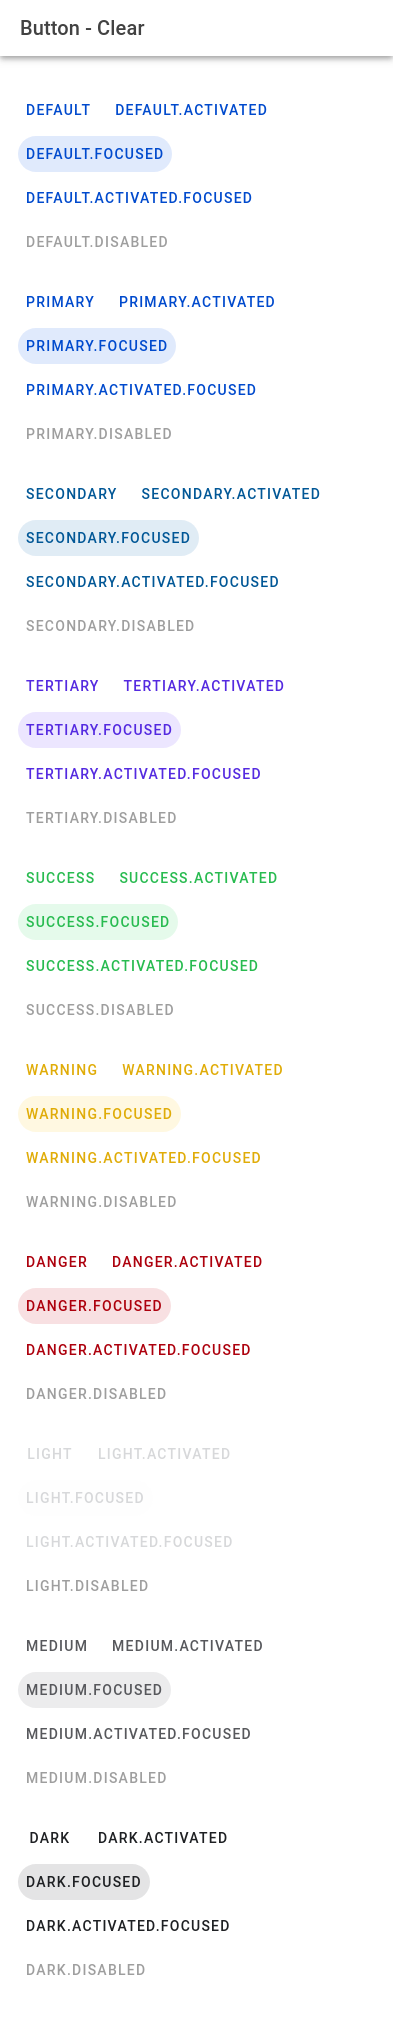 Button - Clear
DEFAULT DEFAULT.ACTIVATED
DEFAULT.FOCUSED
DEFAULT.ACTIVATED.FOCUSED
DEFAULT.DISABLED
PRIMARY PRIMARY.ACTIVATED
PRIMARY.FOCUSED
PRIMARY.ACTIVATED.FOCUSED
PRIMARY.DISABLED
SECONDARY SECONDARY.ACTIVATED
SECONDARY.FOCUSED
SECONDARY.ACTIVATED.FOCUSED
SECONDARY.DISABLED
TERTIARY TERTIARY.ACTIVATED
TERTIARY.FOCUSED
TERTIARY.ACTIVATED.FOCUSED
TERTIARY.DISABLED
SUCCESS SUCCESS.ACTIVATED
SUCCESS.FOCUSED
SUCCESS.ACTIVATED.FOCUSED
SUCCESS.DISABLED
WARNING WARNING.ACTIVATED
WARNING.FOCUSED
WARNING.ACTIVATED.FOCUSED
WARNING.DISABLED
DANGER DANGER.ACTIVATED
DANGER.FOCUSED
DANGER.ACTIVATED.FOCUSED
DANGER.DISABLED
LIGHT LIGHT.ACTIVATED
LIGHT.FOCUSED
LIGHT.ACTIVATED.FOCUSED
LIGHT.DISABLED
MEDIUM MEDIUM.ACTIVATED
MEDIUM.FOCUSED
MEDIUM.ACTIVATED.FOCUSED
MEDIUM.DISABLED
DARK DARK.ACTIVATED
DARK.FOCUSED
DARK.ACTIVATED.FOCUSED
DARK.DISABLED